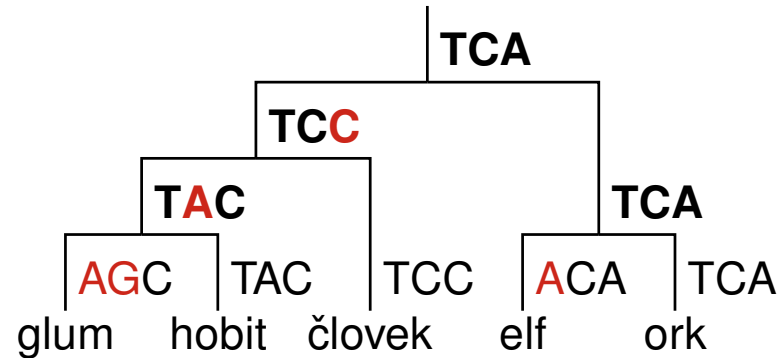 TCA
TCC
TAC TCA
AGC TAC TCC ACA TCA
glum hobit človek elf ork